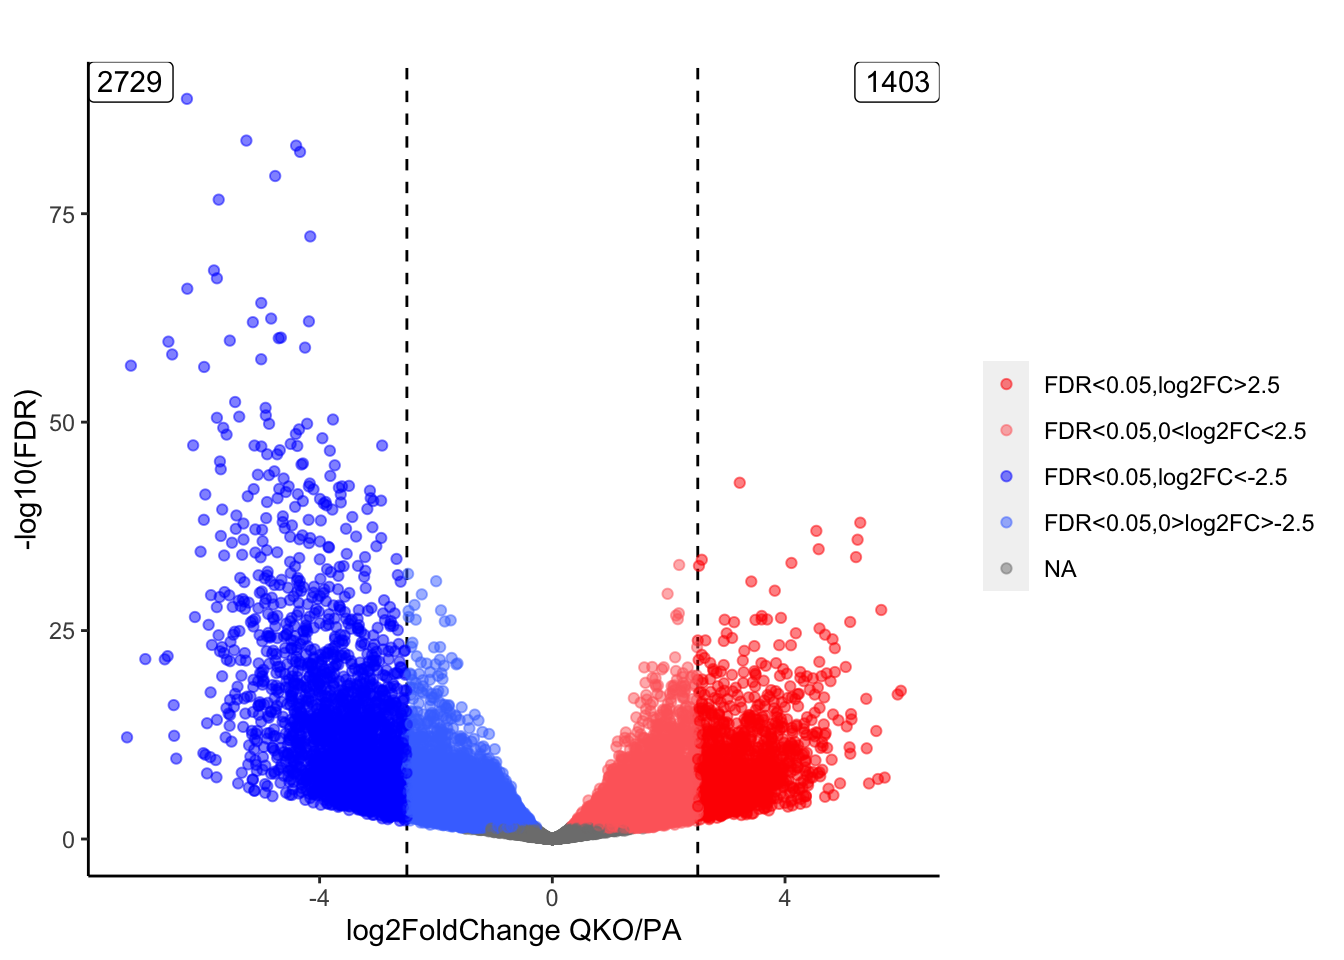 2729
1403
75
50
25
0
-4
0
4
-log10(FDR)
log2FoldChange QKO/PA
FDR<0.05,log2FC>2.5
FDR<0.05,0<log2FC<2.5
FDR<0.05,log2FC<-2.5
FDR<0.05,0>log2FC>-2.5
NA